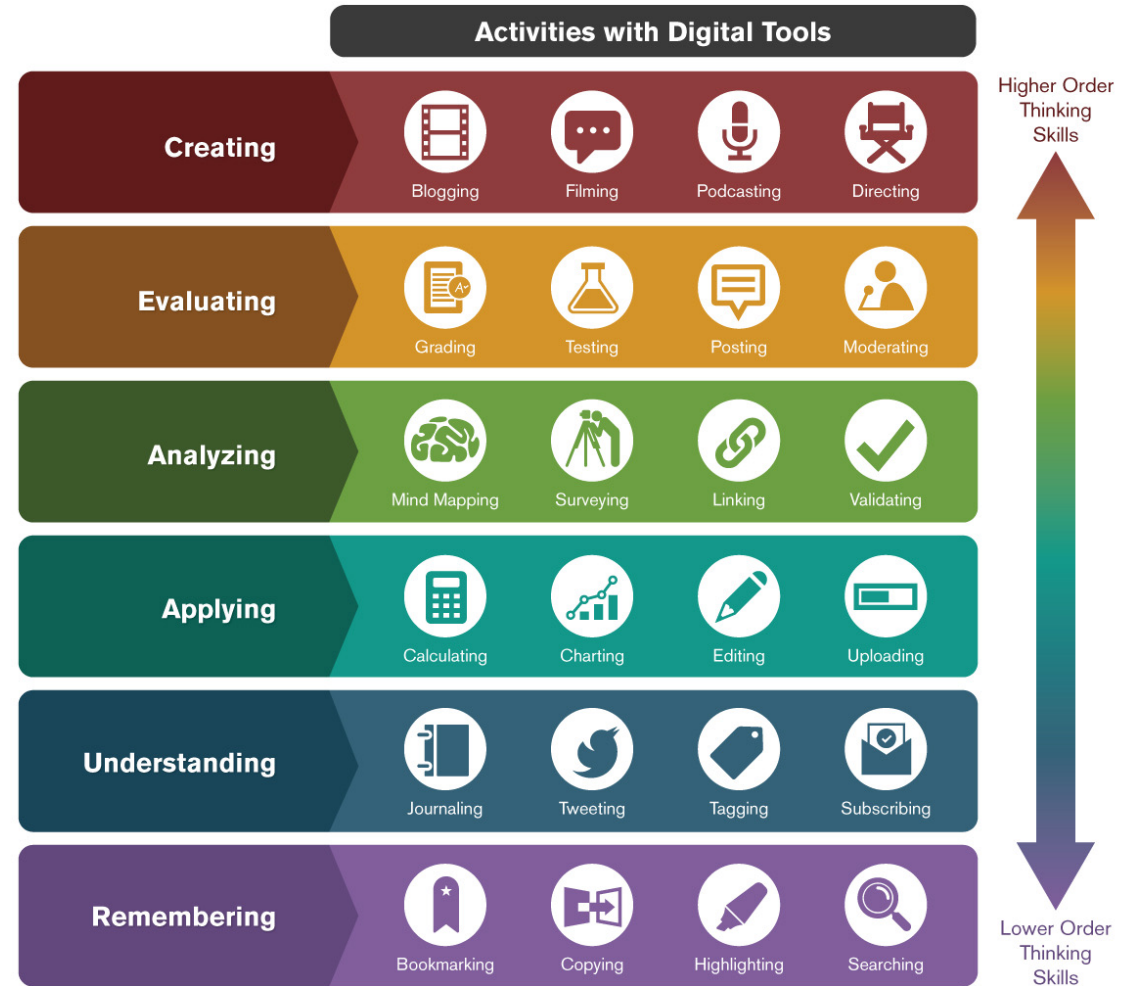 Activities with Digital Tools
Higher Order
Thinking
Skills
Creating
Blogging Filming Podcasting Directing
Evaluating
A+
Grading Testing Posting Moderating
Analyzing
Mind Mapping Surveying Linking Validating
Applying
Calculating Charting Editing Uploading
Understanding
Journaling Tweeting Tagging Subscribing
Remembering
Bookmarking Copying Highlighting Searching
Lower Order
Thinking
Skills